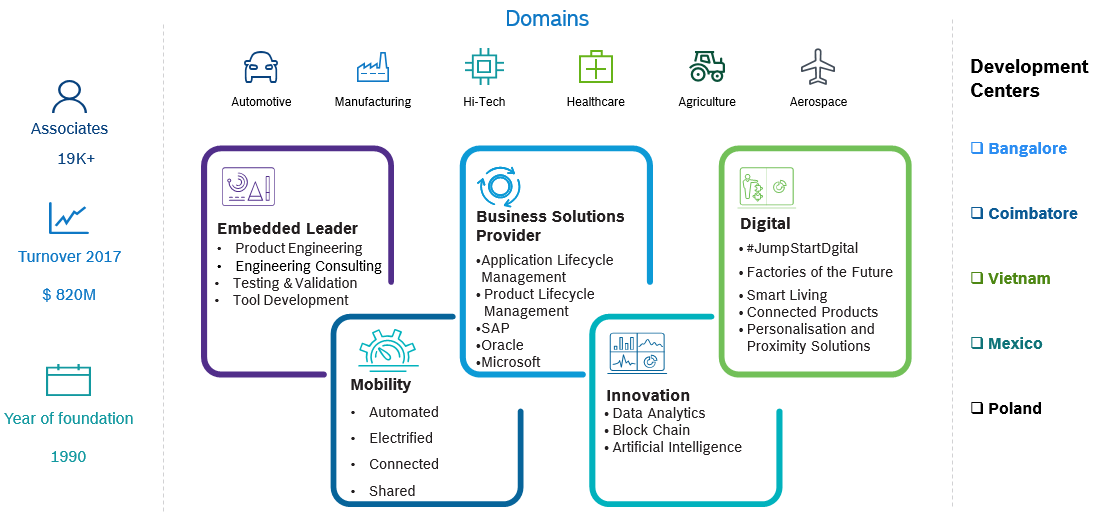 Domains
Associates
19K+
Turnover 2017
$ 820M
Year of foundation
1990
Automotive
Manufacturing
Hi-Tech
Healthcare
Agriculture
Aerospace
Embedded Leader
• Product Engineering
• Engineering Consulting
• Testing & Validation
• Tool Development
Mobility
• Automated
• Electrified
• Connected
• Shared
Business Solutions
Provider
•Application Lifecycle
Management
• Product Lifecycle
Management
•SAP
•Oracle
•Microsoft
Innovation
• Data Analytics
• Block Chain
• Artificial Intelligence
Digital
• #JumpStartDgital
• Factories of the Future
• Smart Living
• Connected Products
• Personalisation and
Proximity Solutions
Development
Centers
❑ Bangalore
❑ Coimbatore
❑ Vietnam
❑ Mexico
❑ Poland